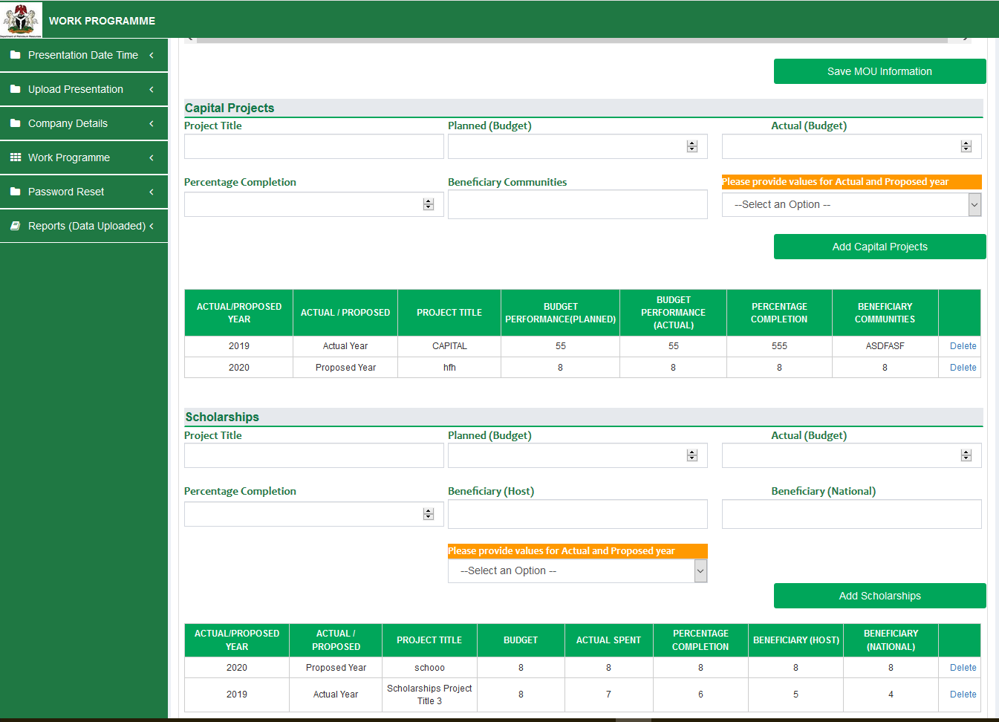 WORK PROGRAMME
Department of Petroleum Resources
Presentation Date Time
Upload Presentation
Company Details
Work Programme
Password Reset
Reports (Data Uploaded)
Save MOU Information
Capital Projects
Project Title Planned (Budget) Actual (Budget)
Percentage Completion Beneficiary Communities Please provide values for Actual and Proposed year
--Select an Option --
Add Capital Projects
ACTUAL/PROPOSED YEAR ACTUAL / PROPOSED PROJECT TITLE BUDGET PERFORMANCE(PLANNED) BUDGET PERFORMANCE (ACTUAL) PERCENTAGE COMPLETION BENEFICIARY COMMUNITIES
2019 Actual Year CAPITAL 55 55 555 ASDFASF Delete
2020 Proposed Year hfh 8 8 8 8 Delete
Scholarships
Project Title Planned (Budget) Actual (Budget)
Percentage Completion Beneficiary (Host) Beneficiary (National)
Please provide values for Actual and Proposed year
--Select an Option --
Add Scholarships
ACTUAL/PROPOSED YEAR ACTUAL / PROPOSED PROJECT TITLE BUDGET ACTUAL SPENT PERCENTAGE COMPLETION BENEFICIARY (HOST) BENEFICIARY (NATIONAL)
2020 Proposed Year schooo 8 8 8 8 8 Delete
2019 Actual Year Scholarships Project Title 3 8 7 6 5 4 Delete